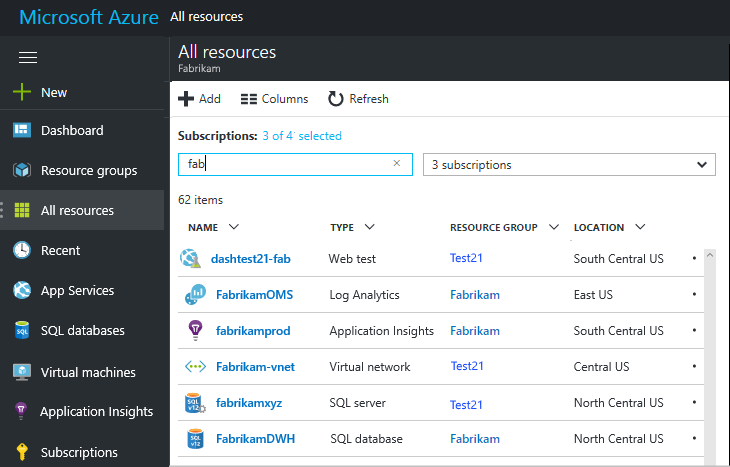 Microsoft Azure All resources
All resources
Fabrikam
New
Add Columns Refresh
Dashboard
Subscriptions: 3 of 4 selected
Resource groups
fab × 3 subscriptions
All resources
62 items
NAME TYPE RESOURCE GROUP LOCATION
Recent
dashtest21-fab Web test Test21 South Central US
App Services
FabrikamOMS Log Analytics Fabrikam East US
SQL databases
fabrikamprod Application Insights Fabrikam South Central US
Virtual machines
Fabrikam-vnet Virtual network Test21 Central US
Application Insights
SQL v12 fabrikamxyz SQL server Test21 North Central US
Subscriptions
SQL v12 FabrikamDWH SQL database Fabrikam North Central US